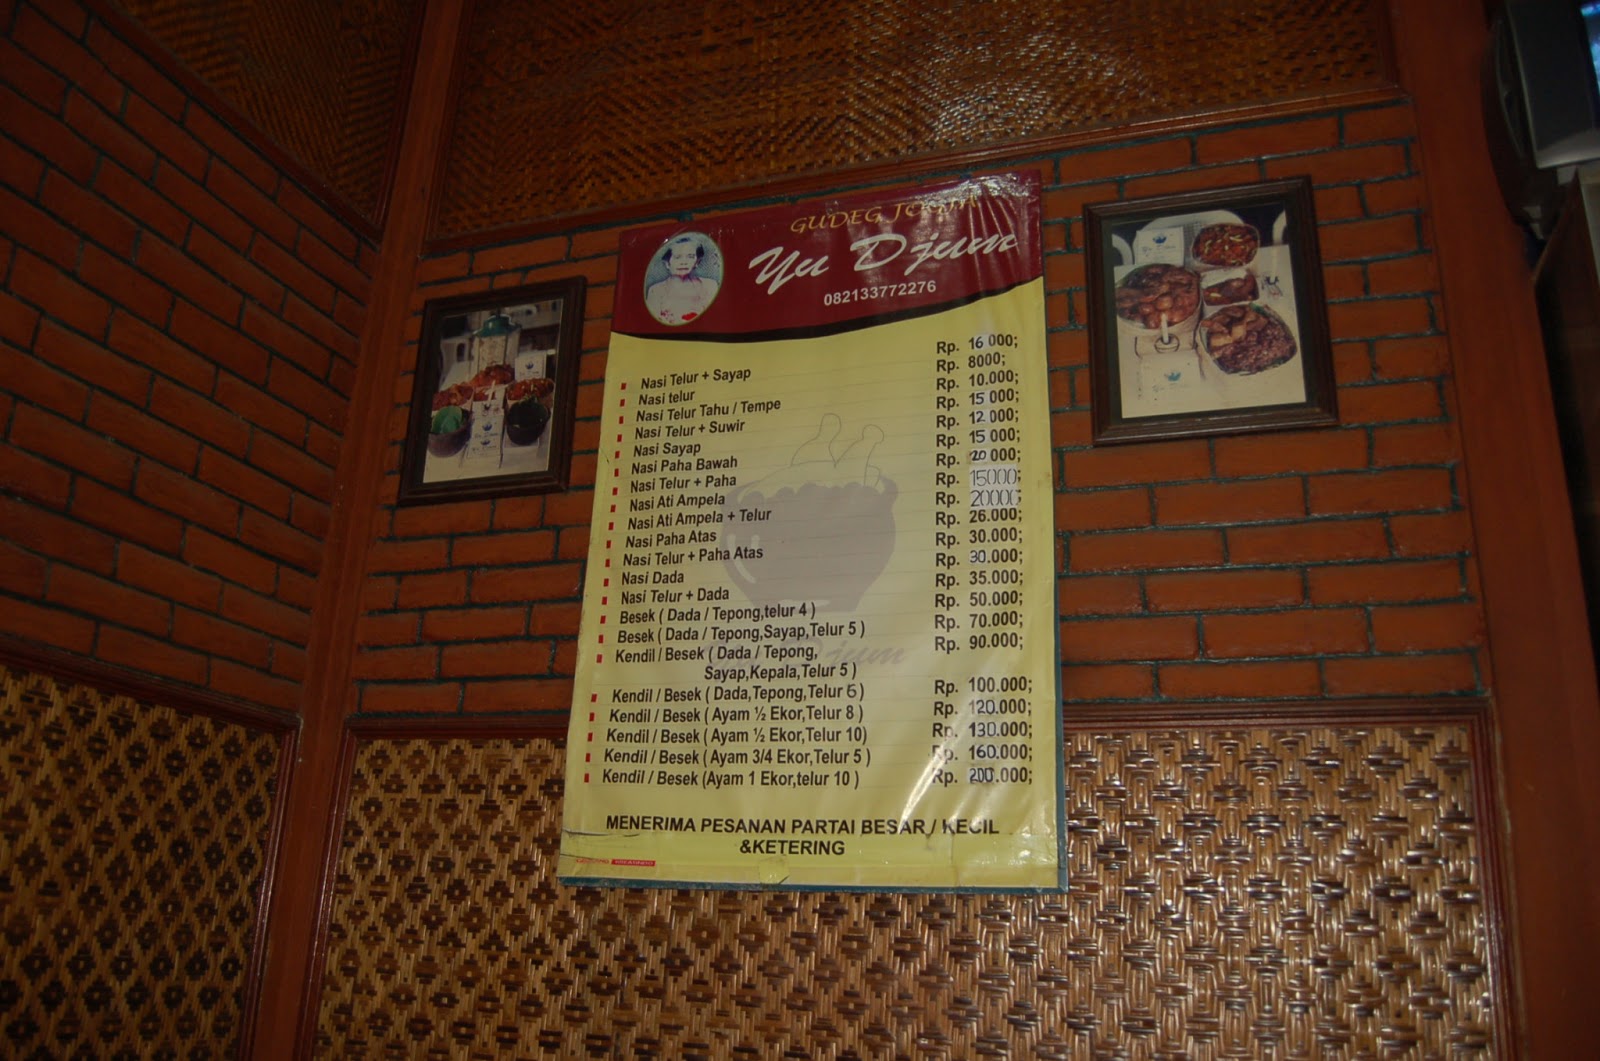 GUDEG JOGJA
Yu Djum
082133772276
Nasi Telur + Sayap Rp. 16 000;
Nasi telur Rp. 8000;
Nasi Telur Tahu / Tempe Rp. 10.000;
Nasi Telur + Suwir Rp. 15 000;
Nasi Sayap Rp. 12 000;
Nasi Paha Bawah Rp. 15 000;
Nasi Telur + Paha Rp. 20 000;
Nasi Ati Ampela Rp. 15000;
Nasi Ati Ampela + Telur Rp. 20000;
Nasi Paha Atas Rp. 26.000;
Nasi Telur + Paha Atas Rp. 30.000;
Nasi Dada Rp. 30.000;
Nasi Telur + Dada Rp. 35.000;
Besek ( Dada / Tepong,telur 4 ) Rp. 50.000;
Besek ( Dada / Tepong,Sayap,Telur 5 ) Rp. 70.000;
Kendil / Besek ( Dada / Tepong, Rp. 90.000;
Sayap,Kepala,Telur 5 )
Kendil / Besek ( Dada,Tepong,Telur 6 ) Rp. 100.000;
Kendil / Besek ( Ayam ½ Ekor,Telur 8 ) Rp. 120.000;
Kendil / Besek ( Ayam ½ Ekor,Telur 10) Rp. 130.000;
Kendil / Besek ( Ayam 3/4 Ekor,Telur 5 ) Rp. 160.000;
Kendil / Besek (Ayam 1 Ekor,telur 10 ) Rp. 200.000;
MENERIMA PESANAN PARTAI BESAR / KECIL
&KETERING